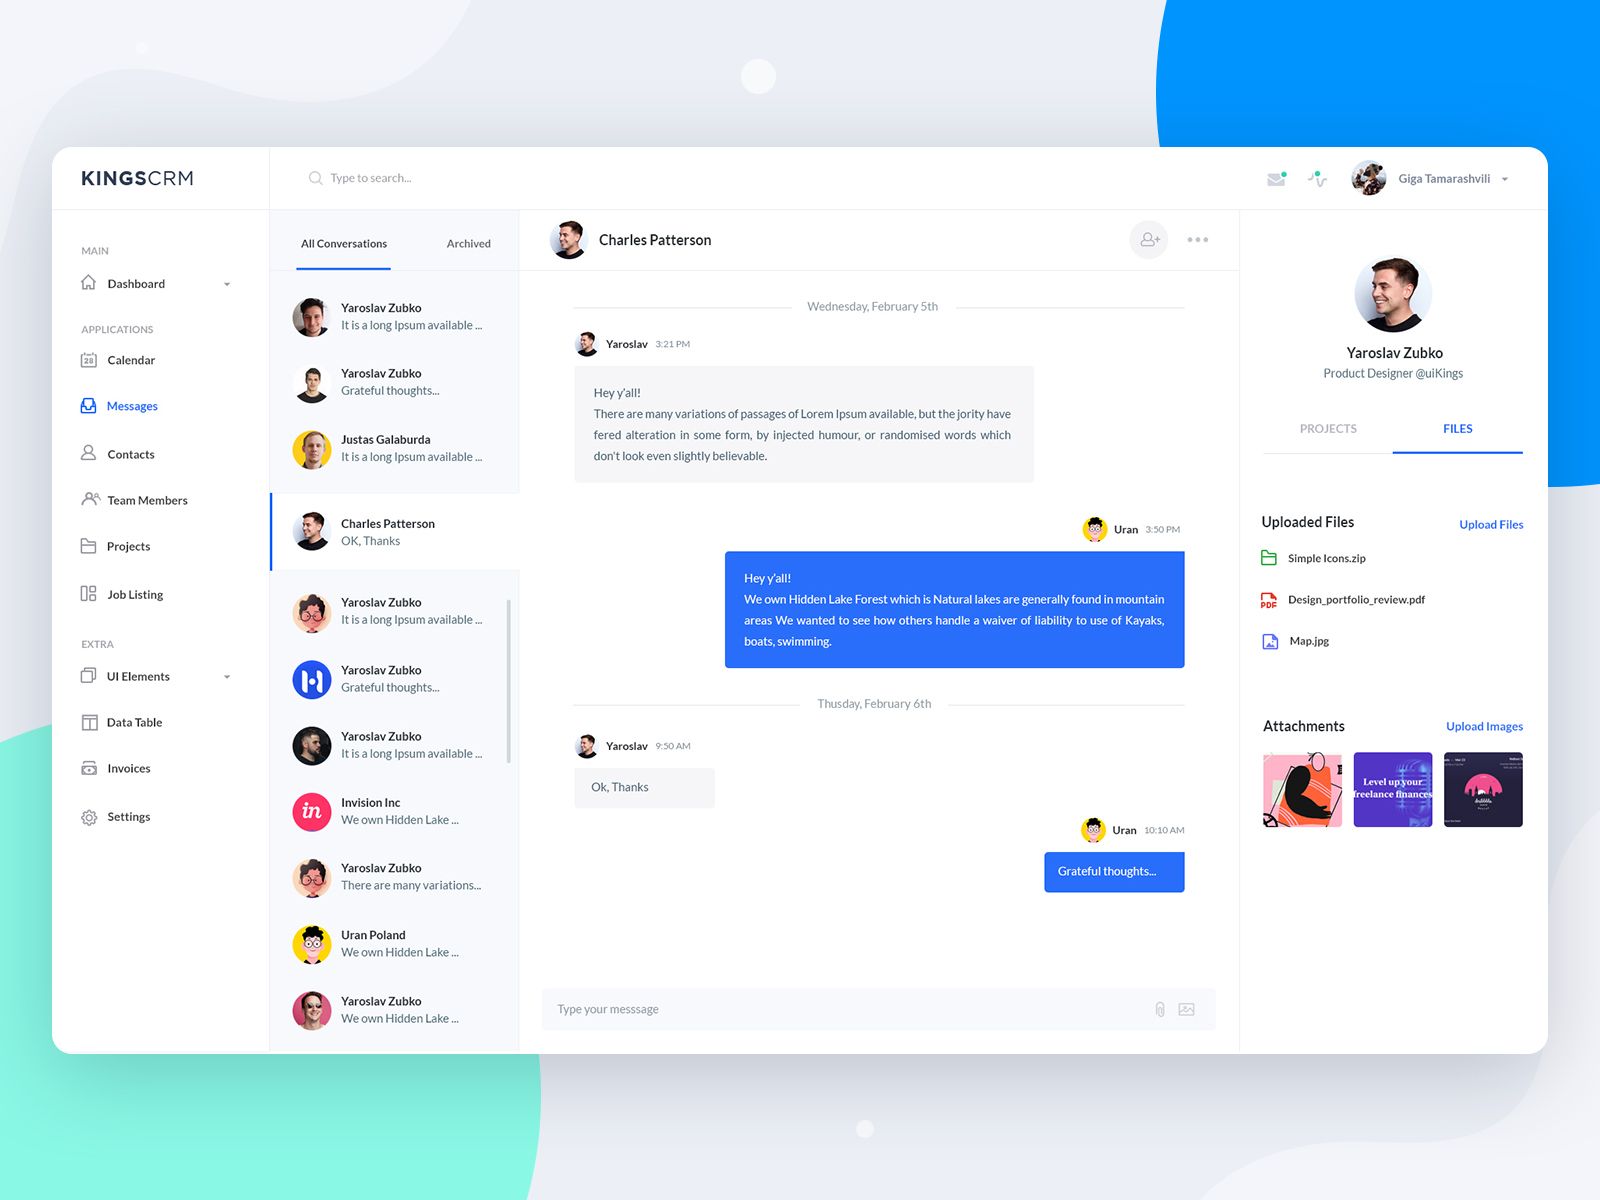 KINGSCRM
Type to search...
Giga Tamarashvili
MAIN
Dashboard
APPLICATIONS
28
Calendar
Messages
Contacts
Team Members
Projects
Job Listing
EXTRA
UI Elements
Data Table
Invoices
Settings
All Conversations
Archived
Yaroslav Zubko
It is a long Ipsum available ...
Yaroslav Zubko
Grateful thoughts...
Justas Galaburda
It is a long Ipsum available ...
Charles Patterson
OK, Thanks
Yaroslav Zubko
It is a long Ipsum available ...
Yaroslav Zubko
Grateful thoughts...
Yaroslav Zubko
It is a long Ipsum available ...
in
Invision Inc
We own Hidden Lake ...
Yaroslav Zubko
There are many variations...
Uran Poland
We own Hidden Lake ...
Yaroslav Zubko
We own Hidden Lake ...
Charles Patterson
Wednesday, February 5th
Yaroslav 3:21 PM
Hey y'all!
There are many variations of passages of Lorem Ipsum available, but the jority have
fered alteration in some form, by injected humour, or randomised words which
don't look even slightly believable.
Uran 3:50 PM
Hey y'all!
We own Hidden Lake Forest which is Natural lakes are generally found in mountain
areas We wanted to see how others handle a waiver of liability to use of Kayaks,
boats, swimming.
Thusday, February 6th
Yaroslav 9:50 AM
Ok, Thanks
Uran 10:10 AM
Grateful thoughts...
Type your messsage
Yaroslav Zubko
Product Designer @uiKings
PROJECTS
FILES
Uploaded Files
Upload Files
Simple Icons.zip
PDF
Design_portfolio_review.pdf
Map.jpg
Attachments
Upload Images
Level up your
freelance finances
dribbble